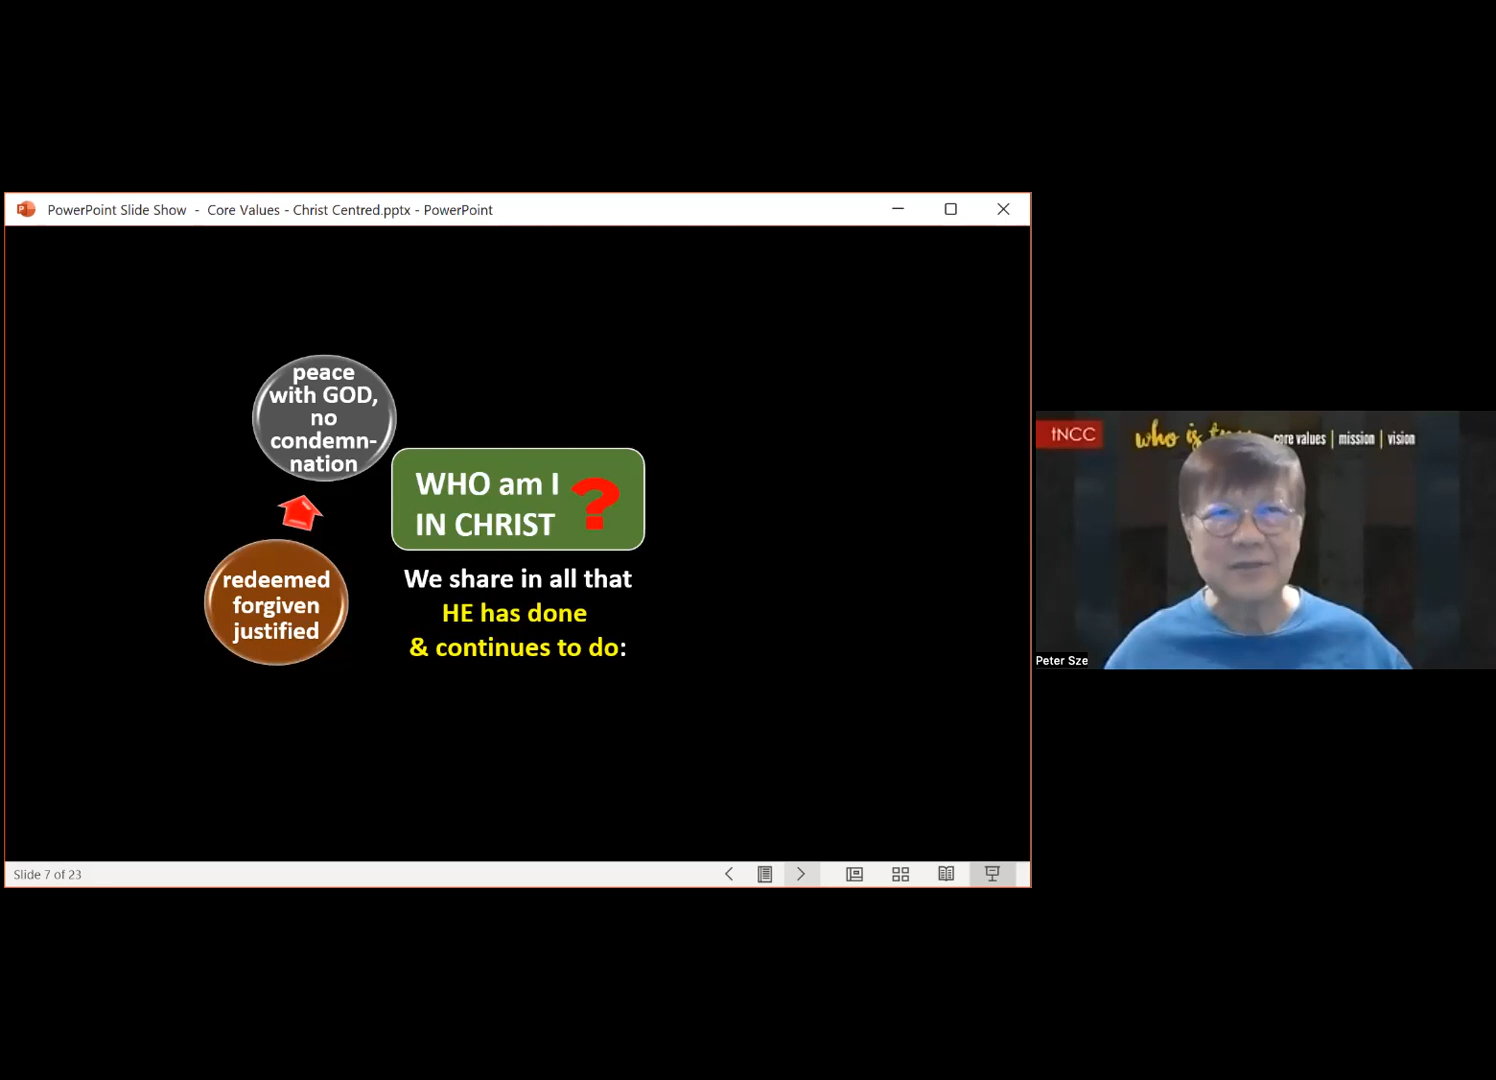 PowerPoint Slide Show - Core Values - Christ Centred.pptx - PowerPoint
peace
with GOD,
no
condemn-
nation
WHO am I
IN CHRIST ?
redeemed
forgiven
justified
We share in all that
HE has done
& continues to do:
tNCC
who is
core values | mission | vision
Peter Sze
Slide 7 of 23